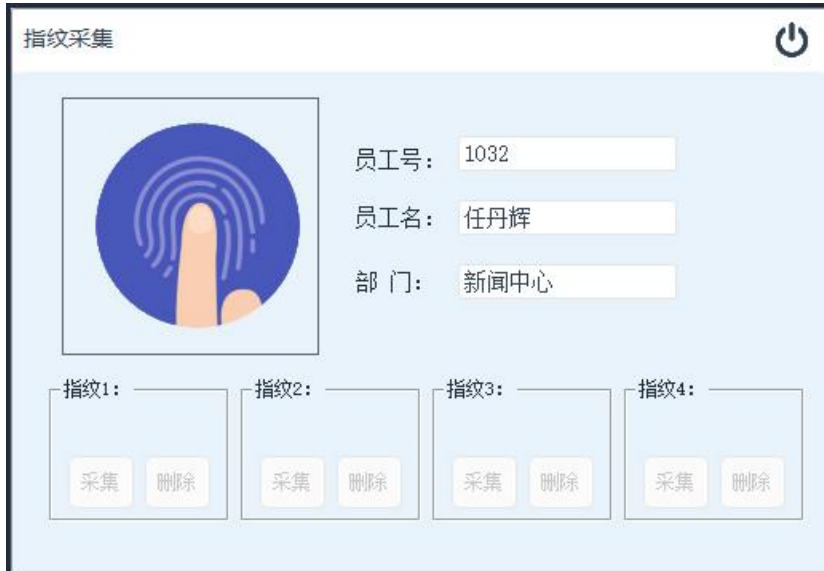 指纹采集
员工号： 1032
员工名： 任丹辉
部 门： 新闻中心
指纹1： 指纹2： 指纹3： 指纹4：
采集 删除 采集 删除 采集 删除 采集 删除